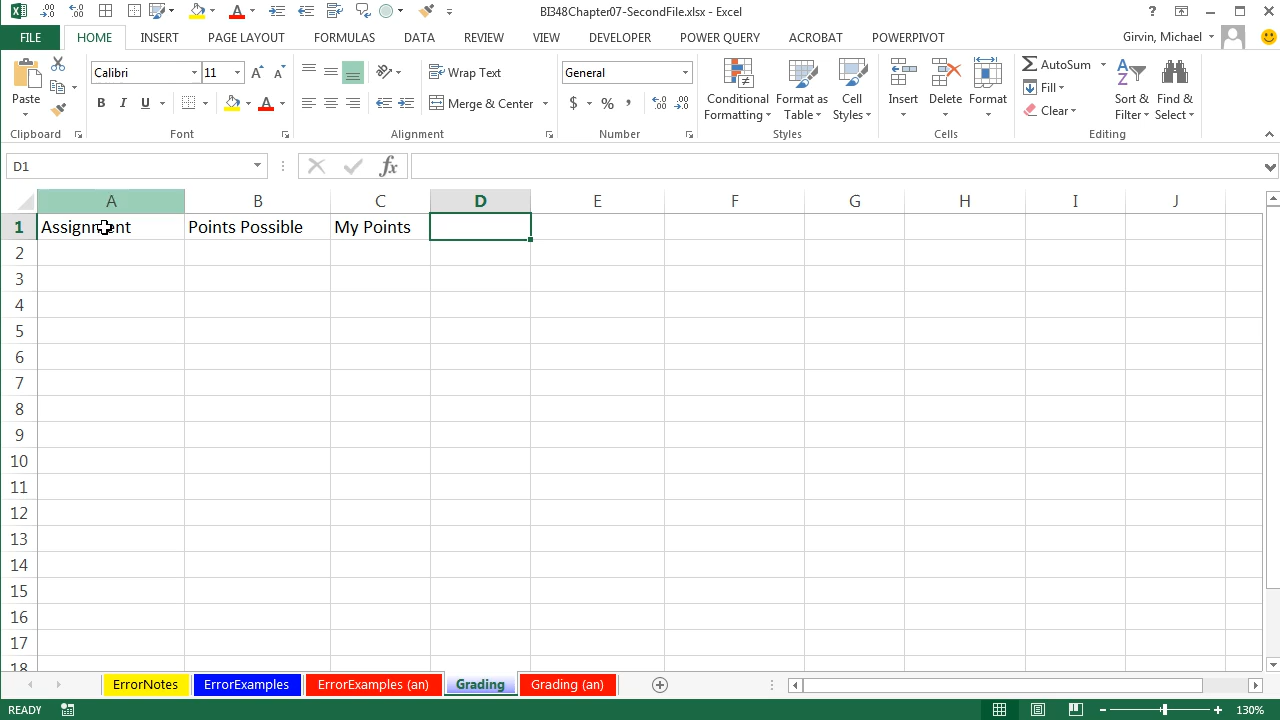 BI348Chapter07-SecondFile.xlsx - Excel
FILE HOME INSERT PAGE LAYOUT FORMULAS DATA REVIEW VIEW DEVELOPER POWER QUERY ACROBAT POWERPIVOT Girvin, Michael
Calibri 11 Wrap Text General AutoSum
Paste B I U Merge & Center $ % , Conditional Formatting Format as Table Cell Styles Insert Delete Format Fill Clear Sort & Filter Find & Select
Clipboard Font Alignment Number Styles Cells Editing
D1 fx
A B C D E F G H I J
1 Assignment Points Possible My Points
2
3
4
5
6
7
8
9
10
11
12
13
14
15
16
17
18
ErrorNotes ErrorExamples ErrorExamples (an) Grading Grading (an)
READY 130%